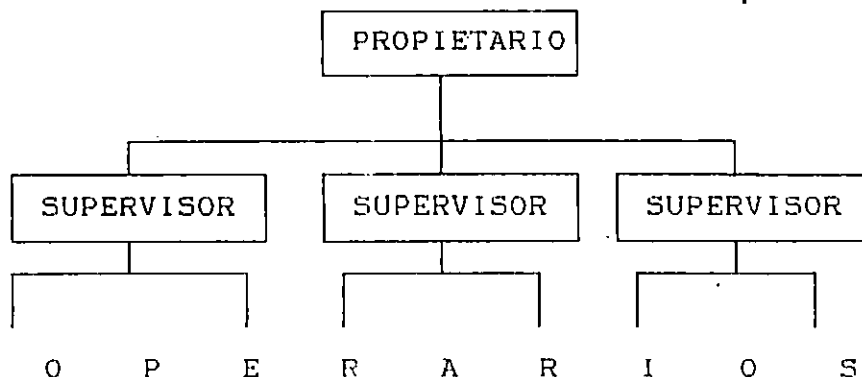 PROPIETARIO
SUPERVISOR SUPERVISOR SUPERVISOR
O P E R A R I O S